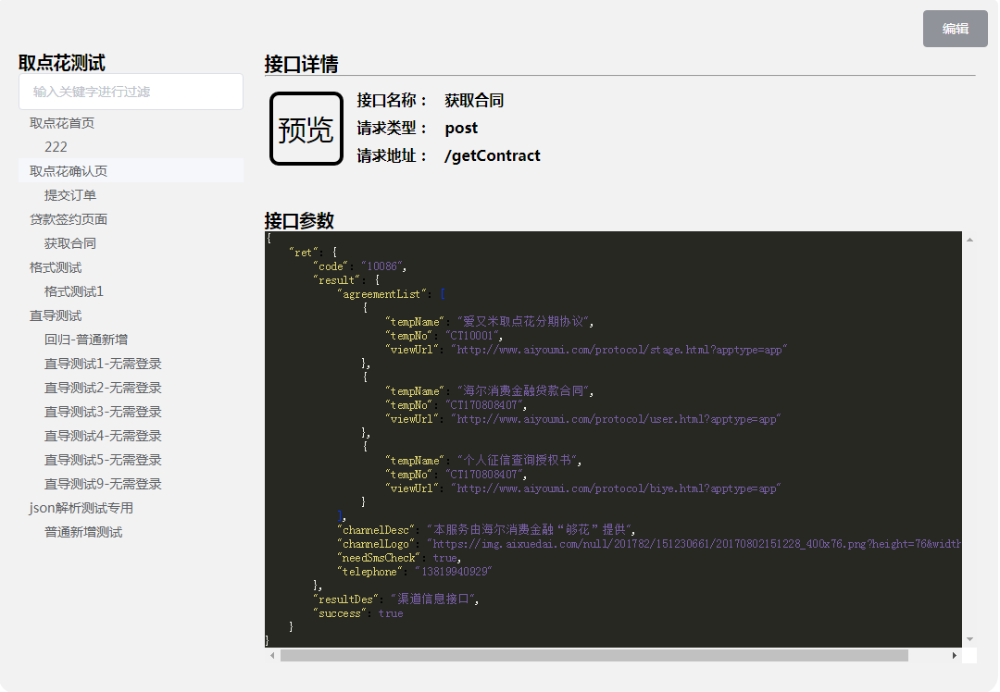 编辑
取点花测试
输入关键字进行过滤
取点花首页
222
取点花确认页
提交订单
贷款签约页面
获取合同
格式测试
格式测试1
直导测试
回归-普通新增
直导测试1-无需登录
直导测试2-无需登录
直导测试3-无需登录
直导测试4-无需登录
直导测试5-无需登录
直导测试9-无需登录
json解析测试专用
普通新增测试
接口详情
预览
接口名称： 获取合同
请求类型： post
请求地址： /getContract
接口参数
{
"ret": {
"code": "10086",
"result": {
"agreementList": [
{
"tempName": "爱又米取点花分期协议",
"tempNo": "CT10001",
"viewUrl": "http://www.aiyoumi.com/protocol/stage.html?apptype=app"
},
{
"tempName": "海尔消费金融贷款合同",
"tempNo": "CT170808407",
"viewUrl": "http://www.aiyoumi.com/protocol/user.html?apptype=app"
},
{
"tempName": "个人征信查询授权书",
"tempNo": "CT170808407",
"viewUrl": "http://www.aiyoumi.com/protocol/biye.html?apptype=app"
}
],
"channelDesc": "本服务由海尔消费金融“够花”提供",
"channelLogo": "https://img.aixuedai.com/null/201782/151230661/20170802151228_400x76.png?height=76&width
"needSmsCheck": true,
"telephone": "13819940929"
},
"resultDes": "渠道信息接口",
"success": true
}
}